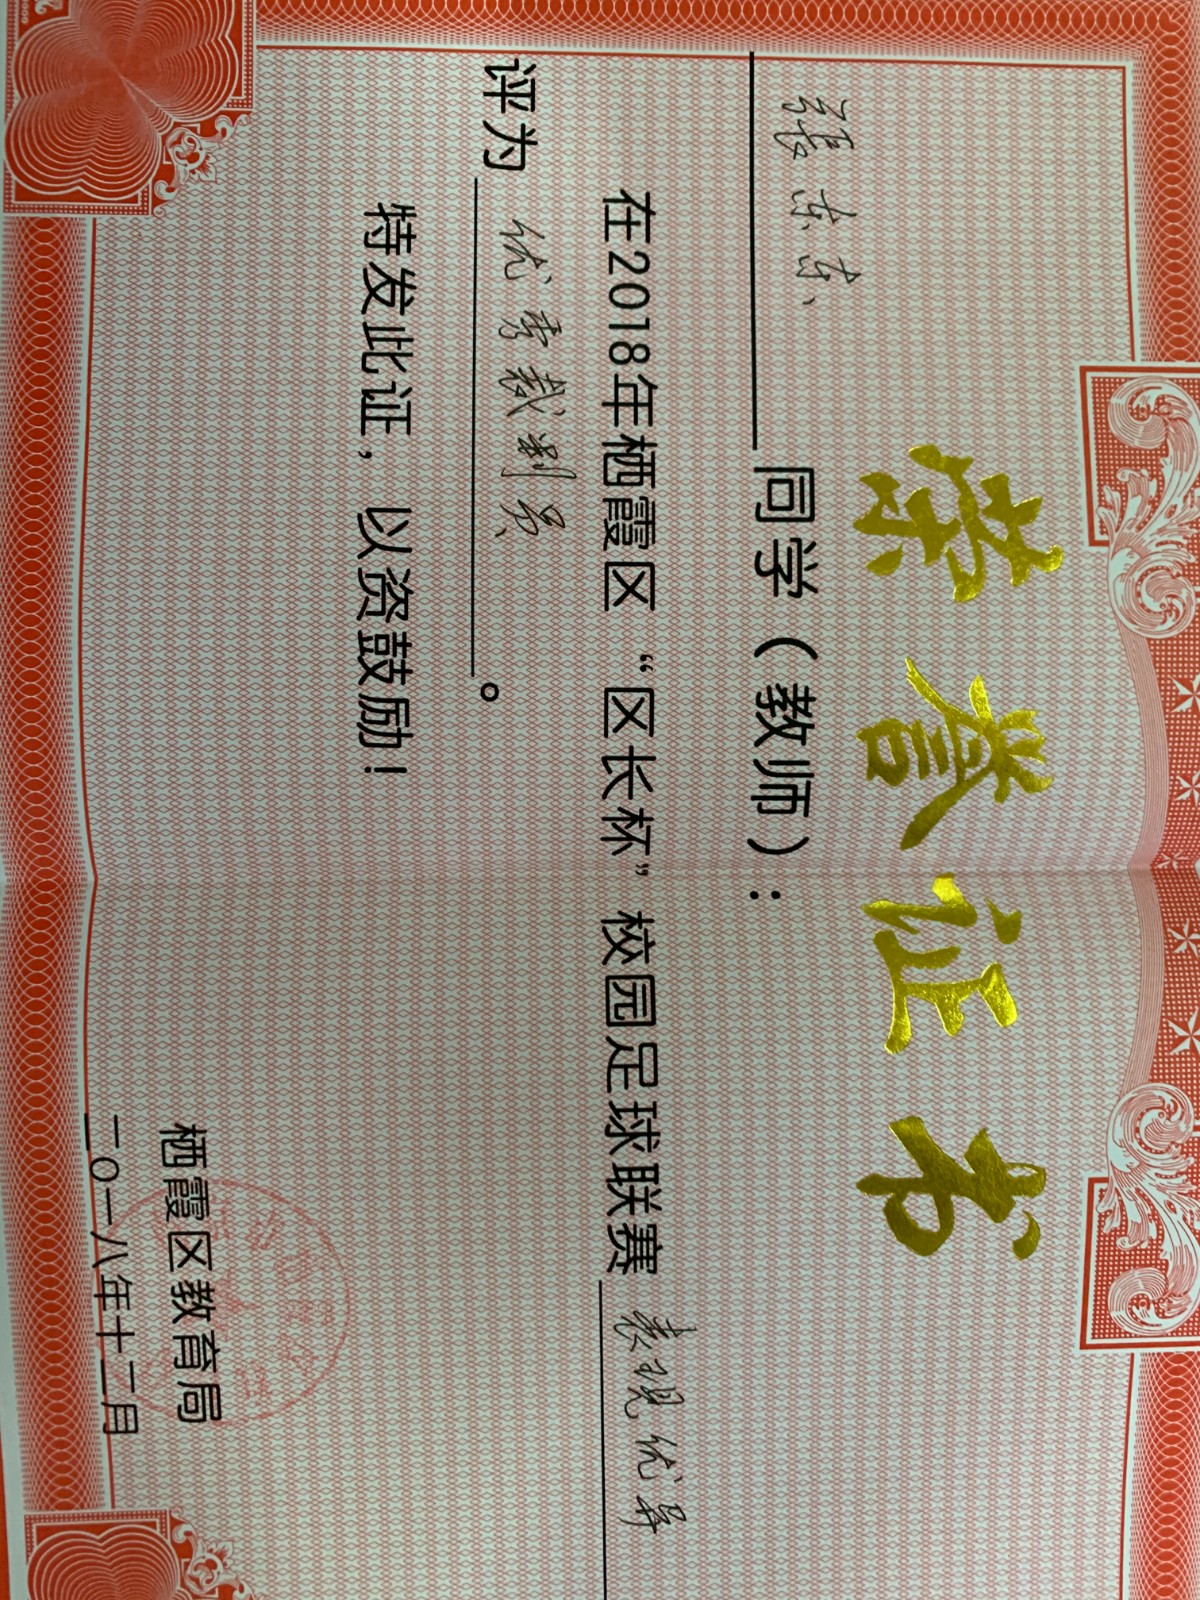 荣誉证书
張东东 同学（教师）：
在2018年栖霞区“区长杯”校园足球联赛 表现优异
评为 优秀裁判员 。
特发此证，以资鼓励！
栖霞区教育局
二〇一八年十二月